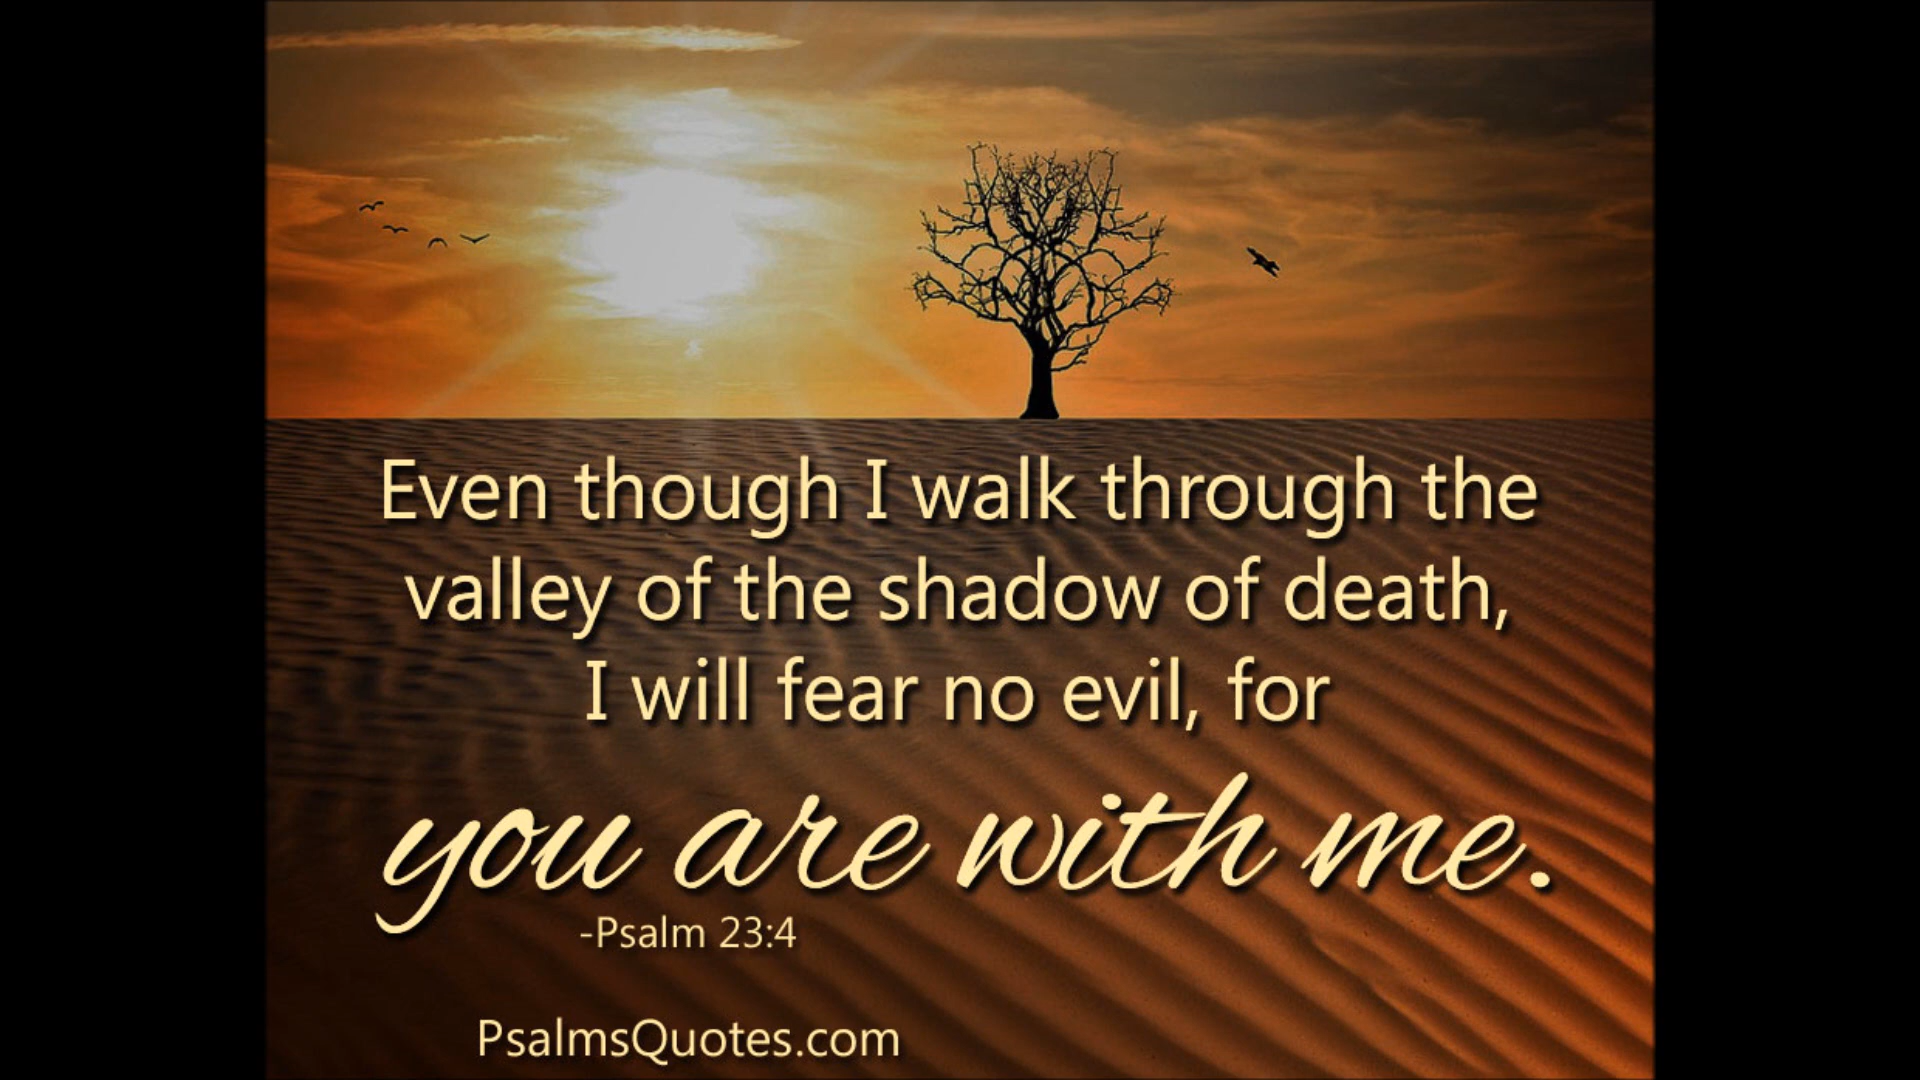 Even though I walk through the
valley of the shadow of death,
I will fear no evil, for
you are with me.
-Psalm 23:4
PsalmsQuotes.com